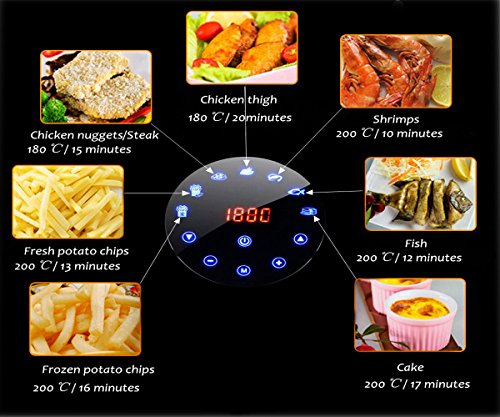 Chicken thigh
180 ℃/ 20minutes
Chicken nuggets/Steak
180 ℃/ 15 minutes
Shrimps
200 ℃/ 10 minutes
1880
Fresh potato chips
200 ℃/ 13 minutes
Fish
200 ℃/ 12 minutes
M
Frozen potato chips
200 ℃/ 16 minutes
Cake
200 ℃/ 17 minutes